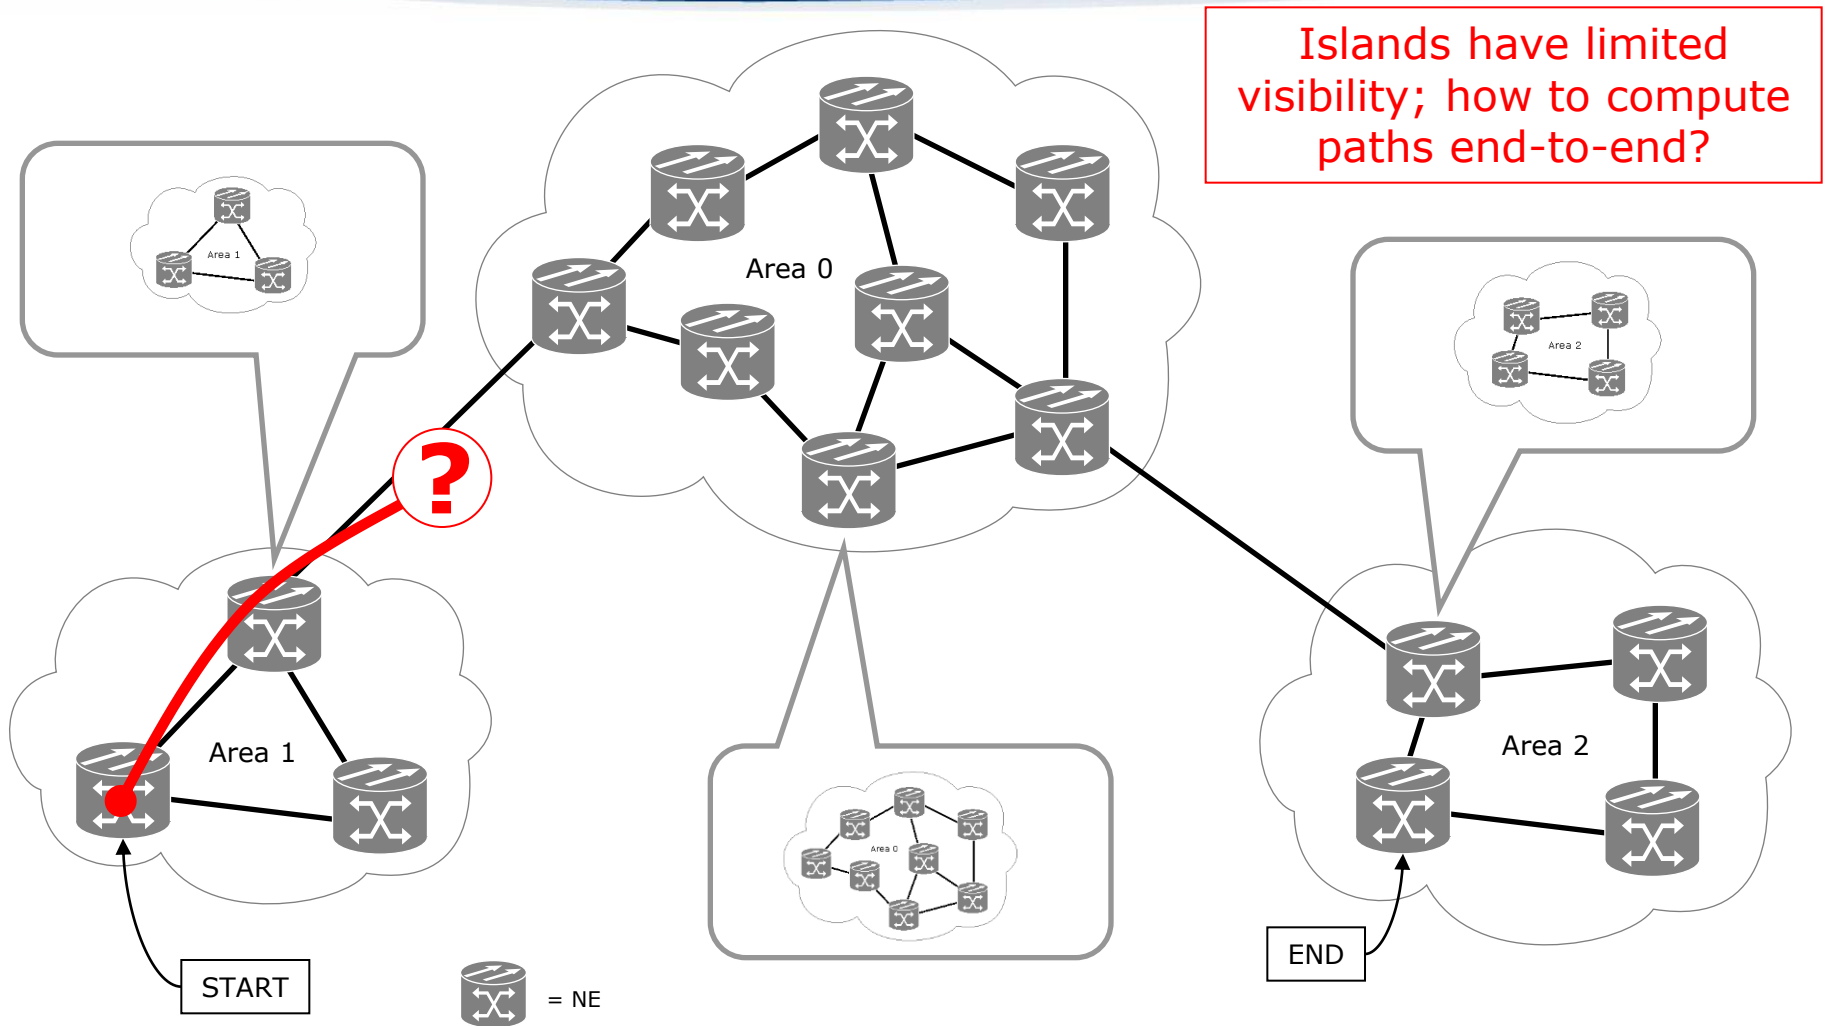 Islands have limited
visibility; how to compute
paths end-to-end?
Area 1
Area 0
Area 2
?
Area 1
Area 2
Area 0
START
END
= NE